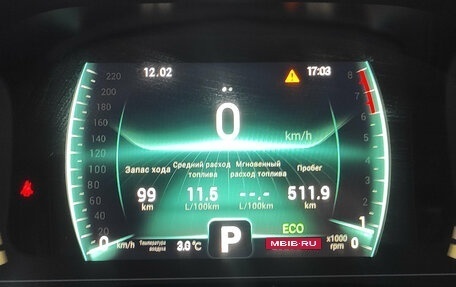 220
12.02
17:03
8
200
7
180
6
160
140
0
120
km/h
100
Запас хода
Средний расход топлива
Мгновенный расход топлива
Пробег
80
99
11.5
--.-
511.9
60
km
L/100km
L/100km
km
40
20
P
ECO
1
0
km/h
Температура воздуха
3.0°C
МВІВ.RU
x1000 rpm
0